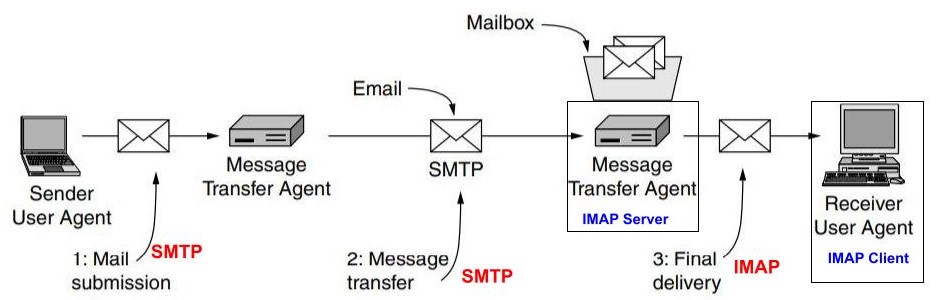 Mailbox
Email
Message
Transfer Agent
SMTP
Message
Transfer Agent
IMAP Server
Sender
User Agent
Receiver
User Agent
IMAP Client
1: Mail
submission
SMTP
2: Message
transfer
SMTP
3: Final
delivery
IMAP